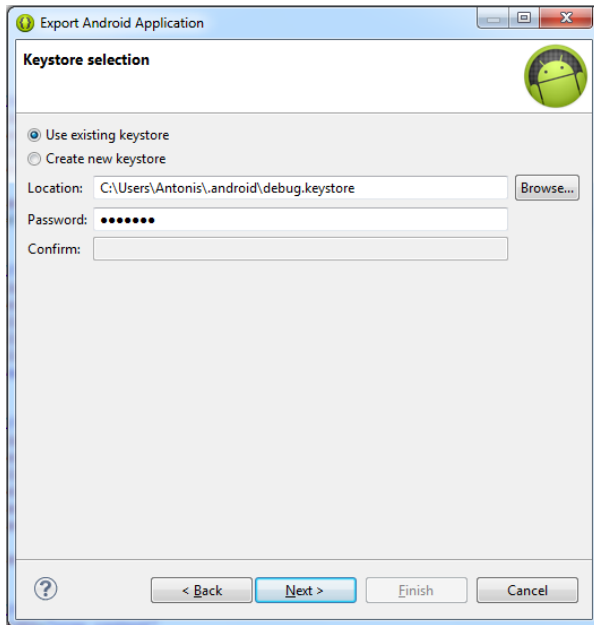 Export Android Application
Keystore selection
Use existing keystore
Create new keystore
Location: C:\Users\Antonis\.android\debug.keystore Browse...
Password: •••••••
Confirm:
? < Back Next > Finish Cancel